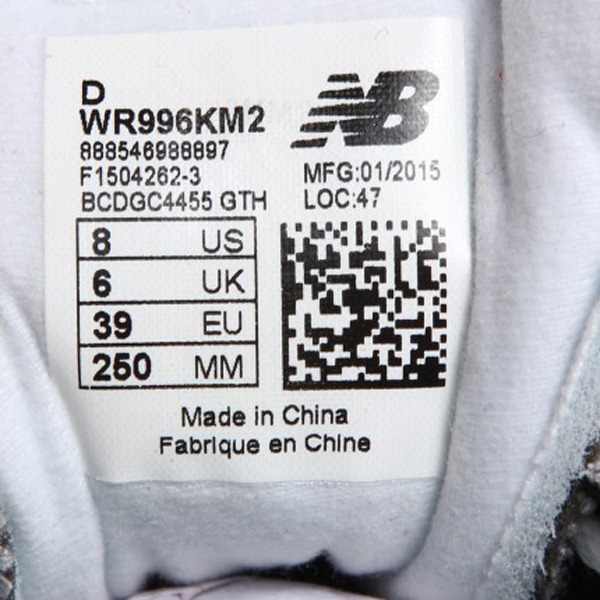 D
WR996KM2
NB
888546988897
F1504262-3
MFG:01/2015
BCDGC4455 GTH
LOC:47
8 US
6 UK
39 EU
250 MM
Made in China
Fabrique en Chine